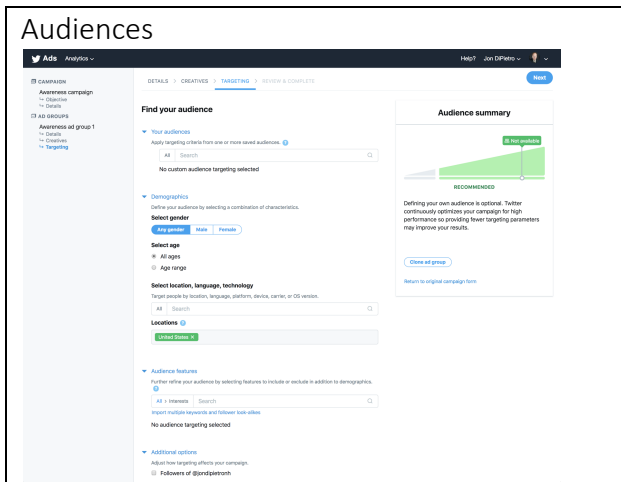 Audiences
Ads Analytics
Help? Jon DiPietro
CAMPAIGN
Awareness campaign
Objective
Details
AD GROUPS
Awareness ad group 1
Details
Creatives
Targeting
DETAILS > CREATIVES > TARGETING > REVIEW & COMPLETE
Next
Find your audience
Your audiences
Apply targeting criteria from one or more saved audiences. ?
All Search
No custom audience targeting selected
Demographics
Define your audience by selecting a combination of characteristics.
Select gender
Any gender Male Female
Select age
All ages
Age range
Select location, language, technology
Target people by location, language, platform, device, carrier, or OS version.
All Search
Locations ?
United States ×
Audience features
Further refine your audience by selecting features to include or exclude in addition to demographics.
?
All > Interests Search
Import multiple keywords and follower look-alikes
No audience targeting selected
Additional options
Adjust how targeting affects your campaign.
Followers of @jondipietronh
Audience summary
Not available
RECOMMENDED
Defining your own audience is optional. Twitter
continuously optimizes your campaign for high
performance so providing fewer targeting parameters
may improve your results.
Clone ad group
Return to original campaign form